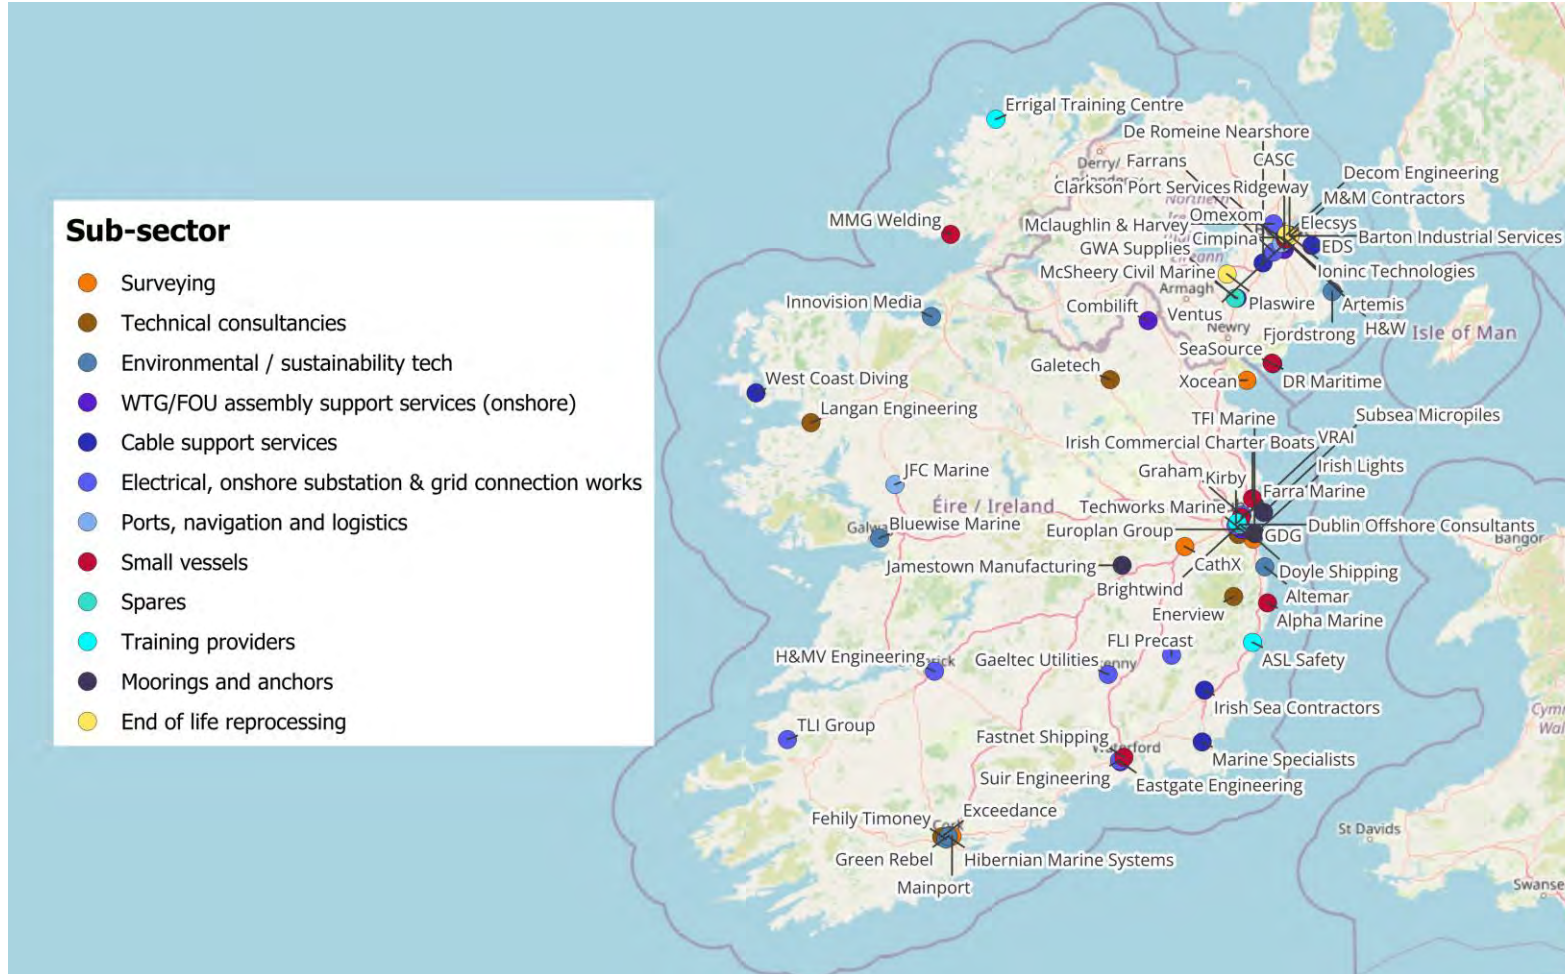 Sub-sector
Surveying
Technical consultancies
Environmental / sustainability tech
WTG/FOU assembly support services (onshore)
Cable support services
Electrical, onshore substation & grid connection works
Ports, navigation and logistics
Small vessels
Spares
Training providers
Moorings and anchors
End of life reprocessing
Errigal Training Centre
De Romeine Nearshore
Derry/
Farrans
CASC
Decom Engineering
Clarkson Port Services
Ridgeway
M&M Contractors
MMG Welding
Mclaughlin & Harvey
Omexom
Elecsys
Cimpina
Barton Industrial Services
GWA Supplies
EDS
McSheery Civil Marine
Ioninc Technologies
Armagh
Innovision Media
Combilift
Ventus
Plaswire
Artemis
Newry
Fjordstrong
H&W
Isle of Man
SeaSource
Galetech
Xocean
DR Maritime
West Coast Diving
Langan Engineering
TFI Marine
Subsea Micropiles
Irish Commercial Charter Boats
VRAI
JFC Marine
Graham
Kirby
Irish Lights
Farra Marine
Éire / Ireland
Techworks Marine
Bluewise Marine
Europlan Group
Dublin Offshore Consultants
GDG
Bangor
Jamestown Manufacturing
CathX
Doyle Shipping
Brightwind
Altemar
Enerview
Alpha Marine
FLI Precast
H&MV Engineering
Gaeltec Utilities
ASL Safety
Irish Sea Contractors
TLI Group
Fastnet Shipping
Waterford
Marine Specialists
Suir Engineering
Eastgate Engineering
Fehily Timoney
Exceedance
Cork
Green Rebel
Hibernian Marine Systems
Mainport
St Davids
Swanse